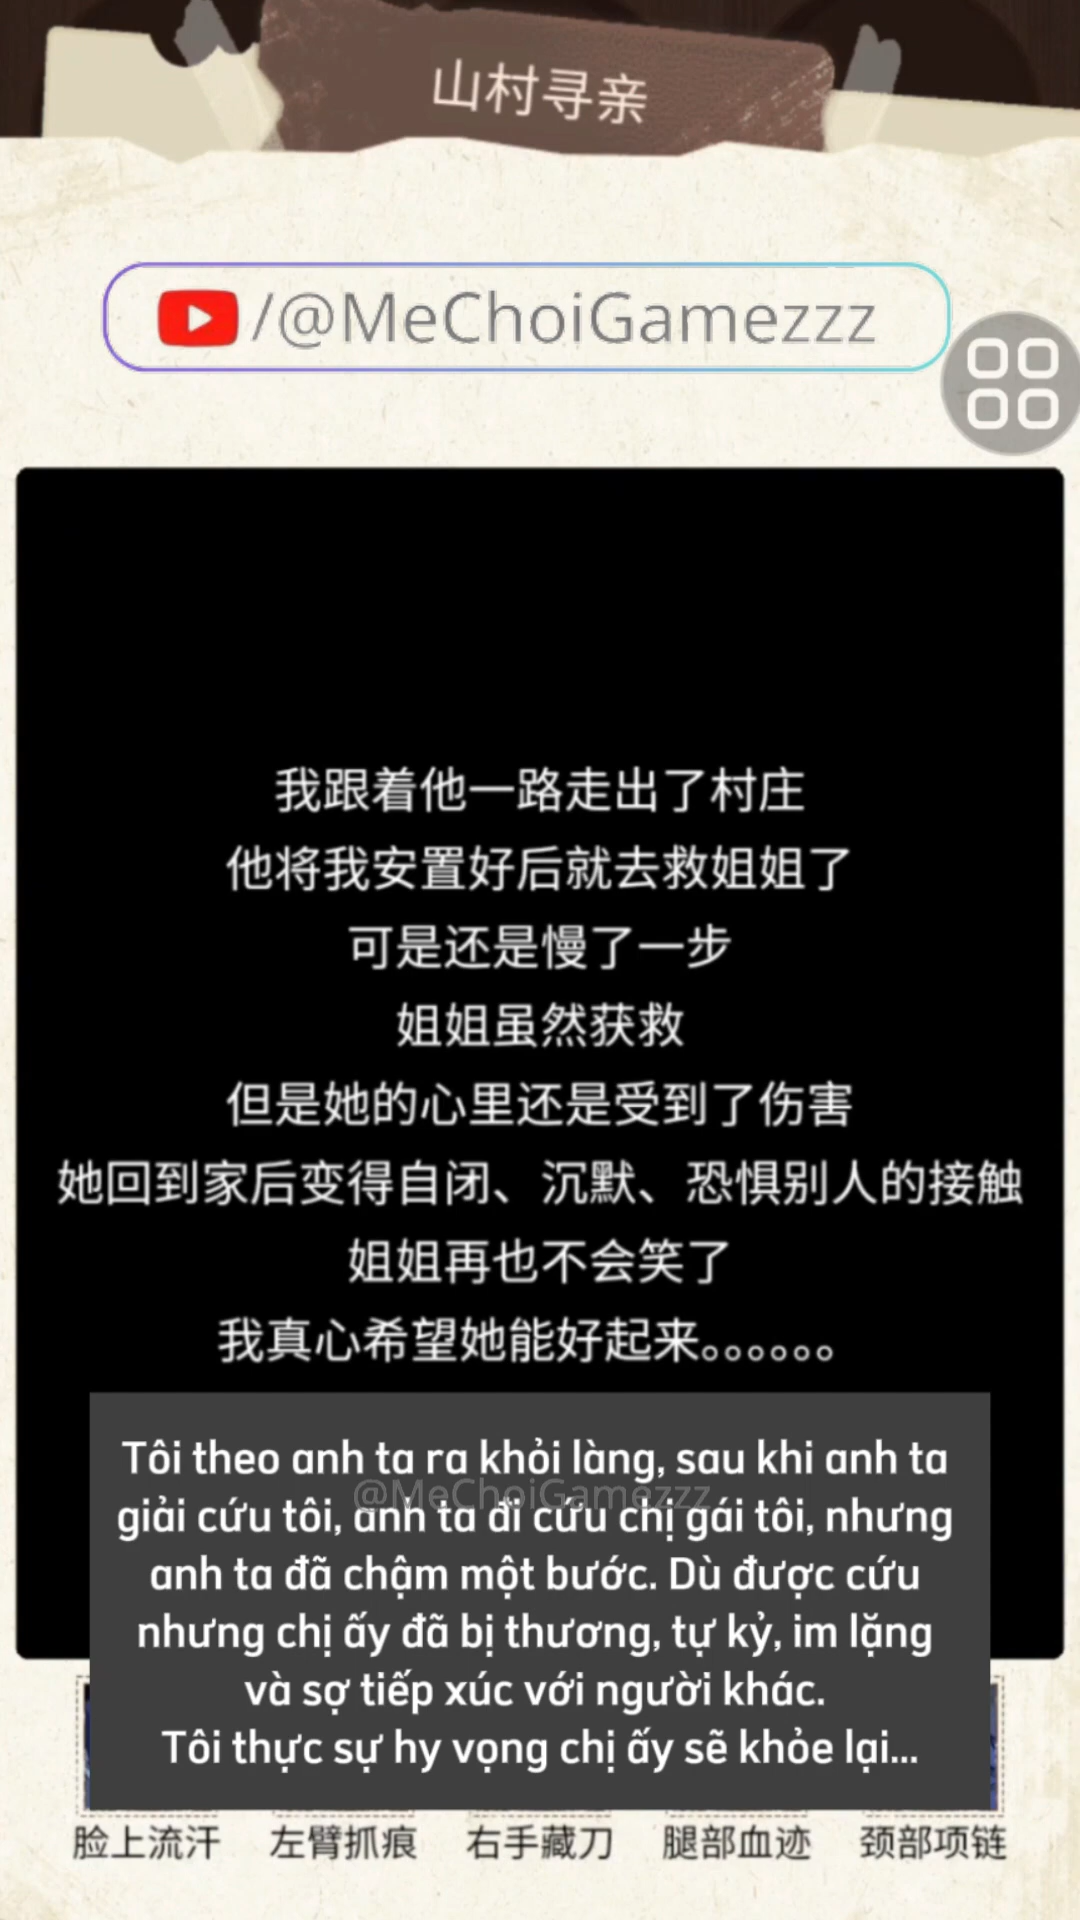 山村寻亲
/@MeChoiGamezzz
我跟着他一路走出了村庄
他将我安置好后就去救姐姐了
可是还是慢了一步
姐姐虽然获救
但是她的心里还是受到了伤害
她回到家后变得自闭、沉默、恐惧别人的接触
姐姐再也不会笑了
我真心希望她能好起来。。。。。。
Tôi theo anh ta ra khỏi làng, sau khi anh ta
@MeChoiGamezzz
giải cứu tôi, anh ta đi cứu chị gái tôi, nhưng
anh ta đã chậm một bước. Dù được cứu
nhưng chị ấy đã bị thương, tự kỷ, im lặng
và sợ tiếp xúc với người khác.
Tôi thực sự hy vọng chị ấy sẽ khỏe lại...
脸上流汗 左臂抓痕 右手藏刀 腿部血迹 颈部项链